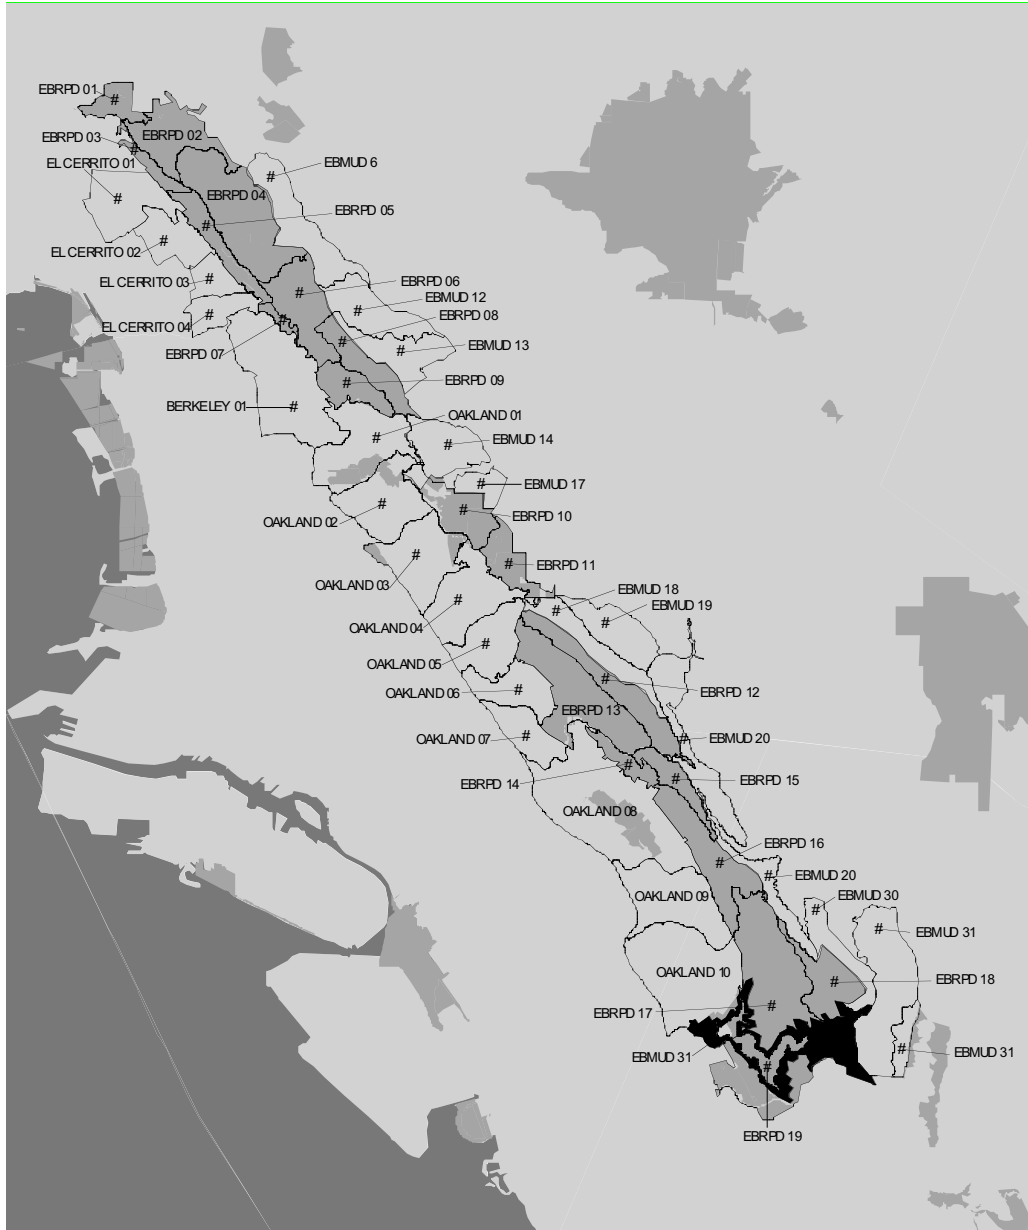 EBRPD 01
#
EBRPD 02
EBRPD 03
#
EL CERRITO 01
EBMUD 6
#
EBRPD 04
#
EBRPD 05
#
EL CERRITO 02
#
EL CERRITO 03
#
EBRPD 06
#
EBMUD 12
#
EBRPD 08
#
EL CERRITO 04
#
EBMUD 13
#
EBRPD 07
#
EBRPD 09
#
BERKELEY 01
#
OAKLAND 01
#
EBMUD 14
#
EBMUD 17
#
OAKLAND 02
#
EBRPD 10
#
EBRPD 11
#
OAKLAND 03
#
EBMUD 18
#
EBMUD 19
#
OAKLAND 04
#
OAKLAND 05
#
OAKLAND 06
#
EBRPD 12
#
EBRPD 13
OAKLAND 07
#
EBMUD 20
#
EBRPD 14
#
EBRPD 15
#
OAKLAND 08
EBRPD 16
#
EBMUD 20
#
OAKLAND 09
EBMUD 30
#
EBMUD 31
#
OAKLAND 10
EBRPD 18
#
EBRPD 17
#
EBMUD 31
EBMUD 31
#
#
EBRPD 19